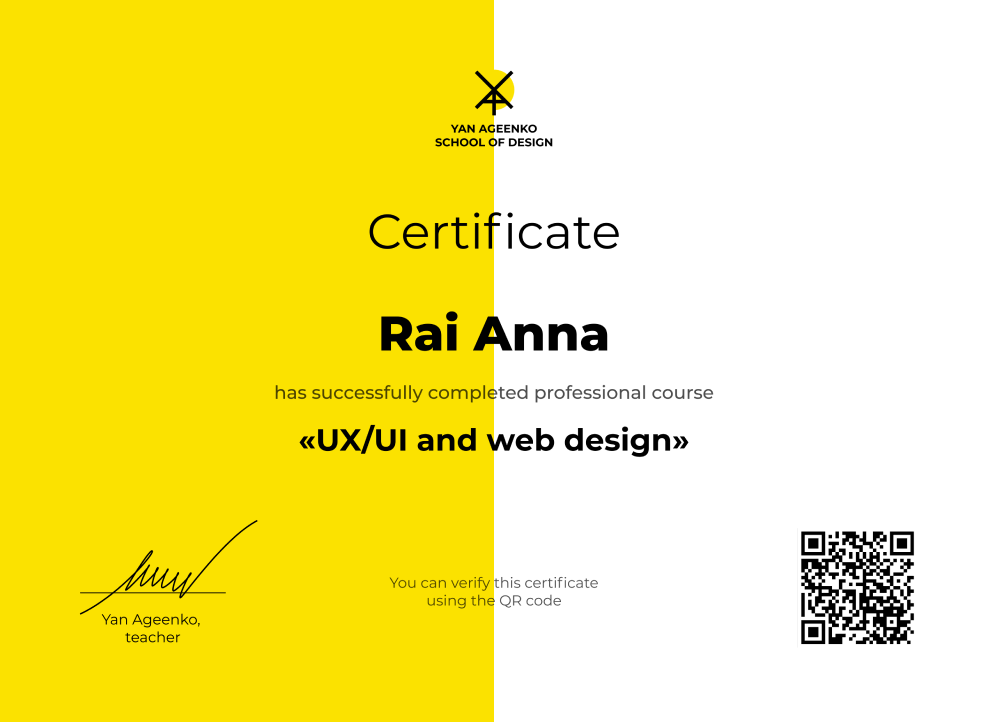 YAN AGEENKO
SCHOOL OF DESIGN
Certificate
Rai Anna
has successfully completed professional course
«UX/UI and web design»
You can verify this certificate
using the QR code
Yan Ageenko,
teacher